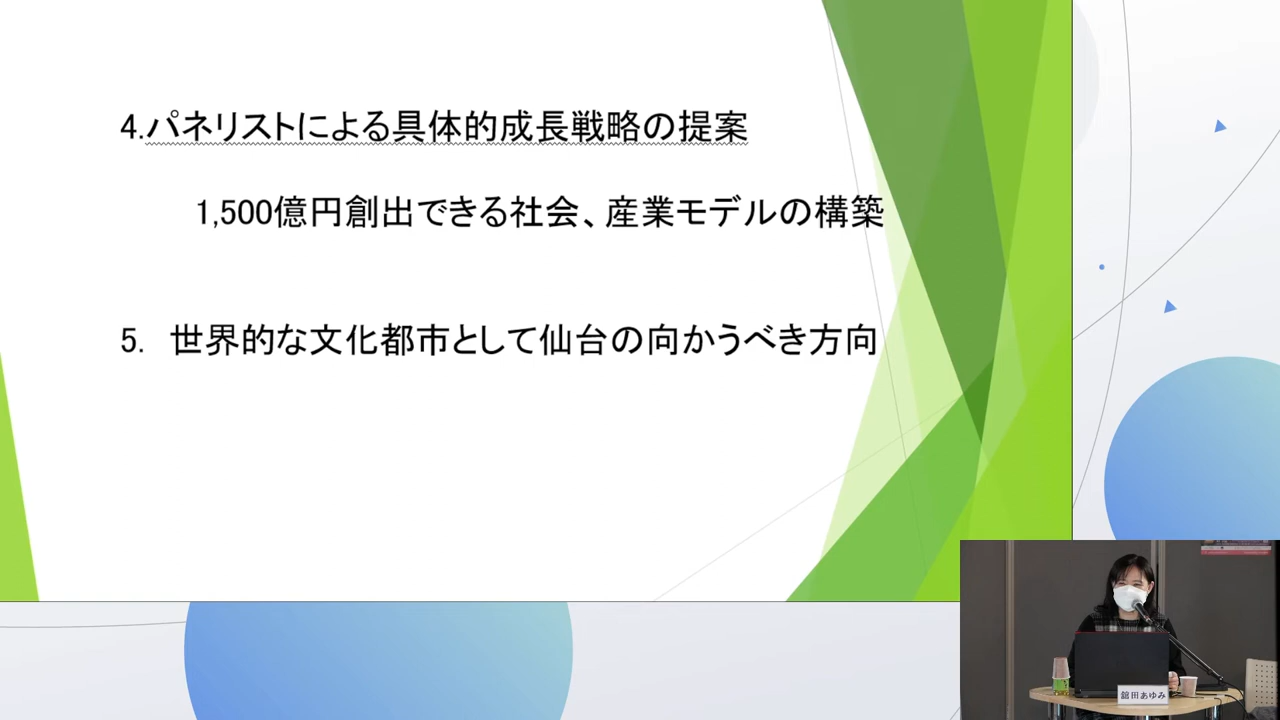 4.パネリストによる具体的成長戦略の提案
1,500億円創出できる社会、産業モデルの構築
5. 世界的な文化都市として仙台の向かうべき方向
舘田あゆみ